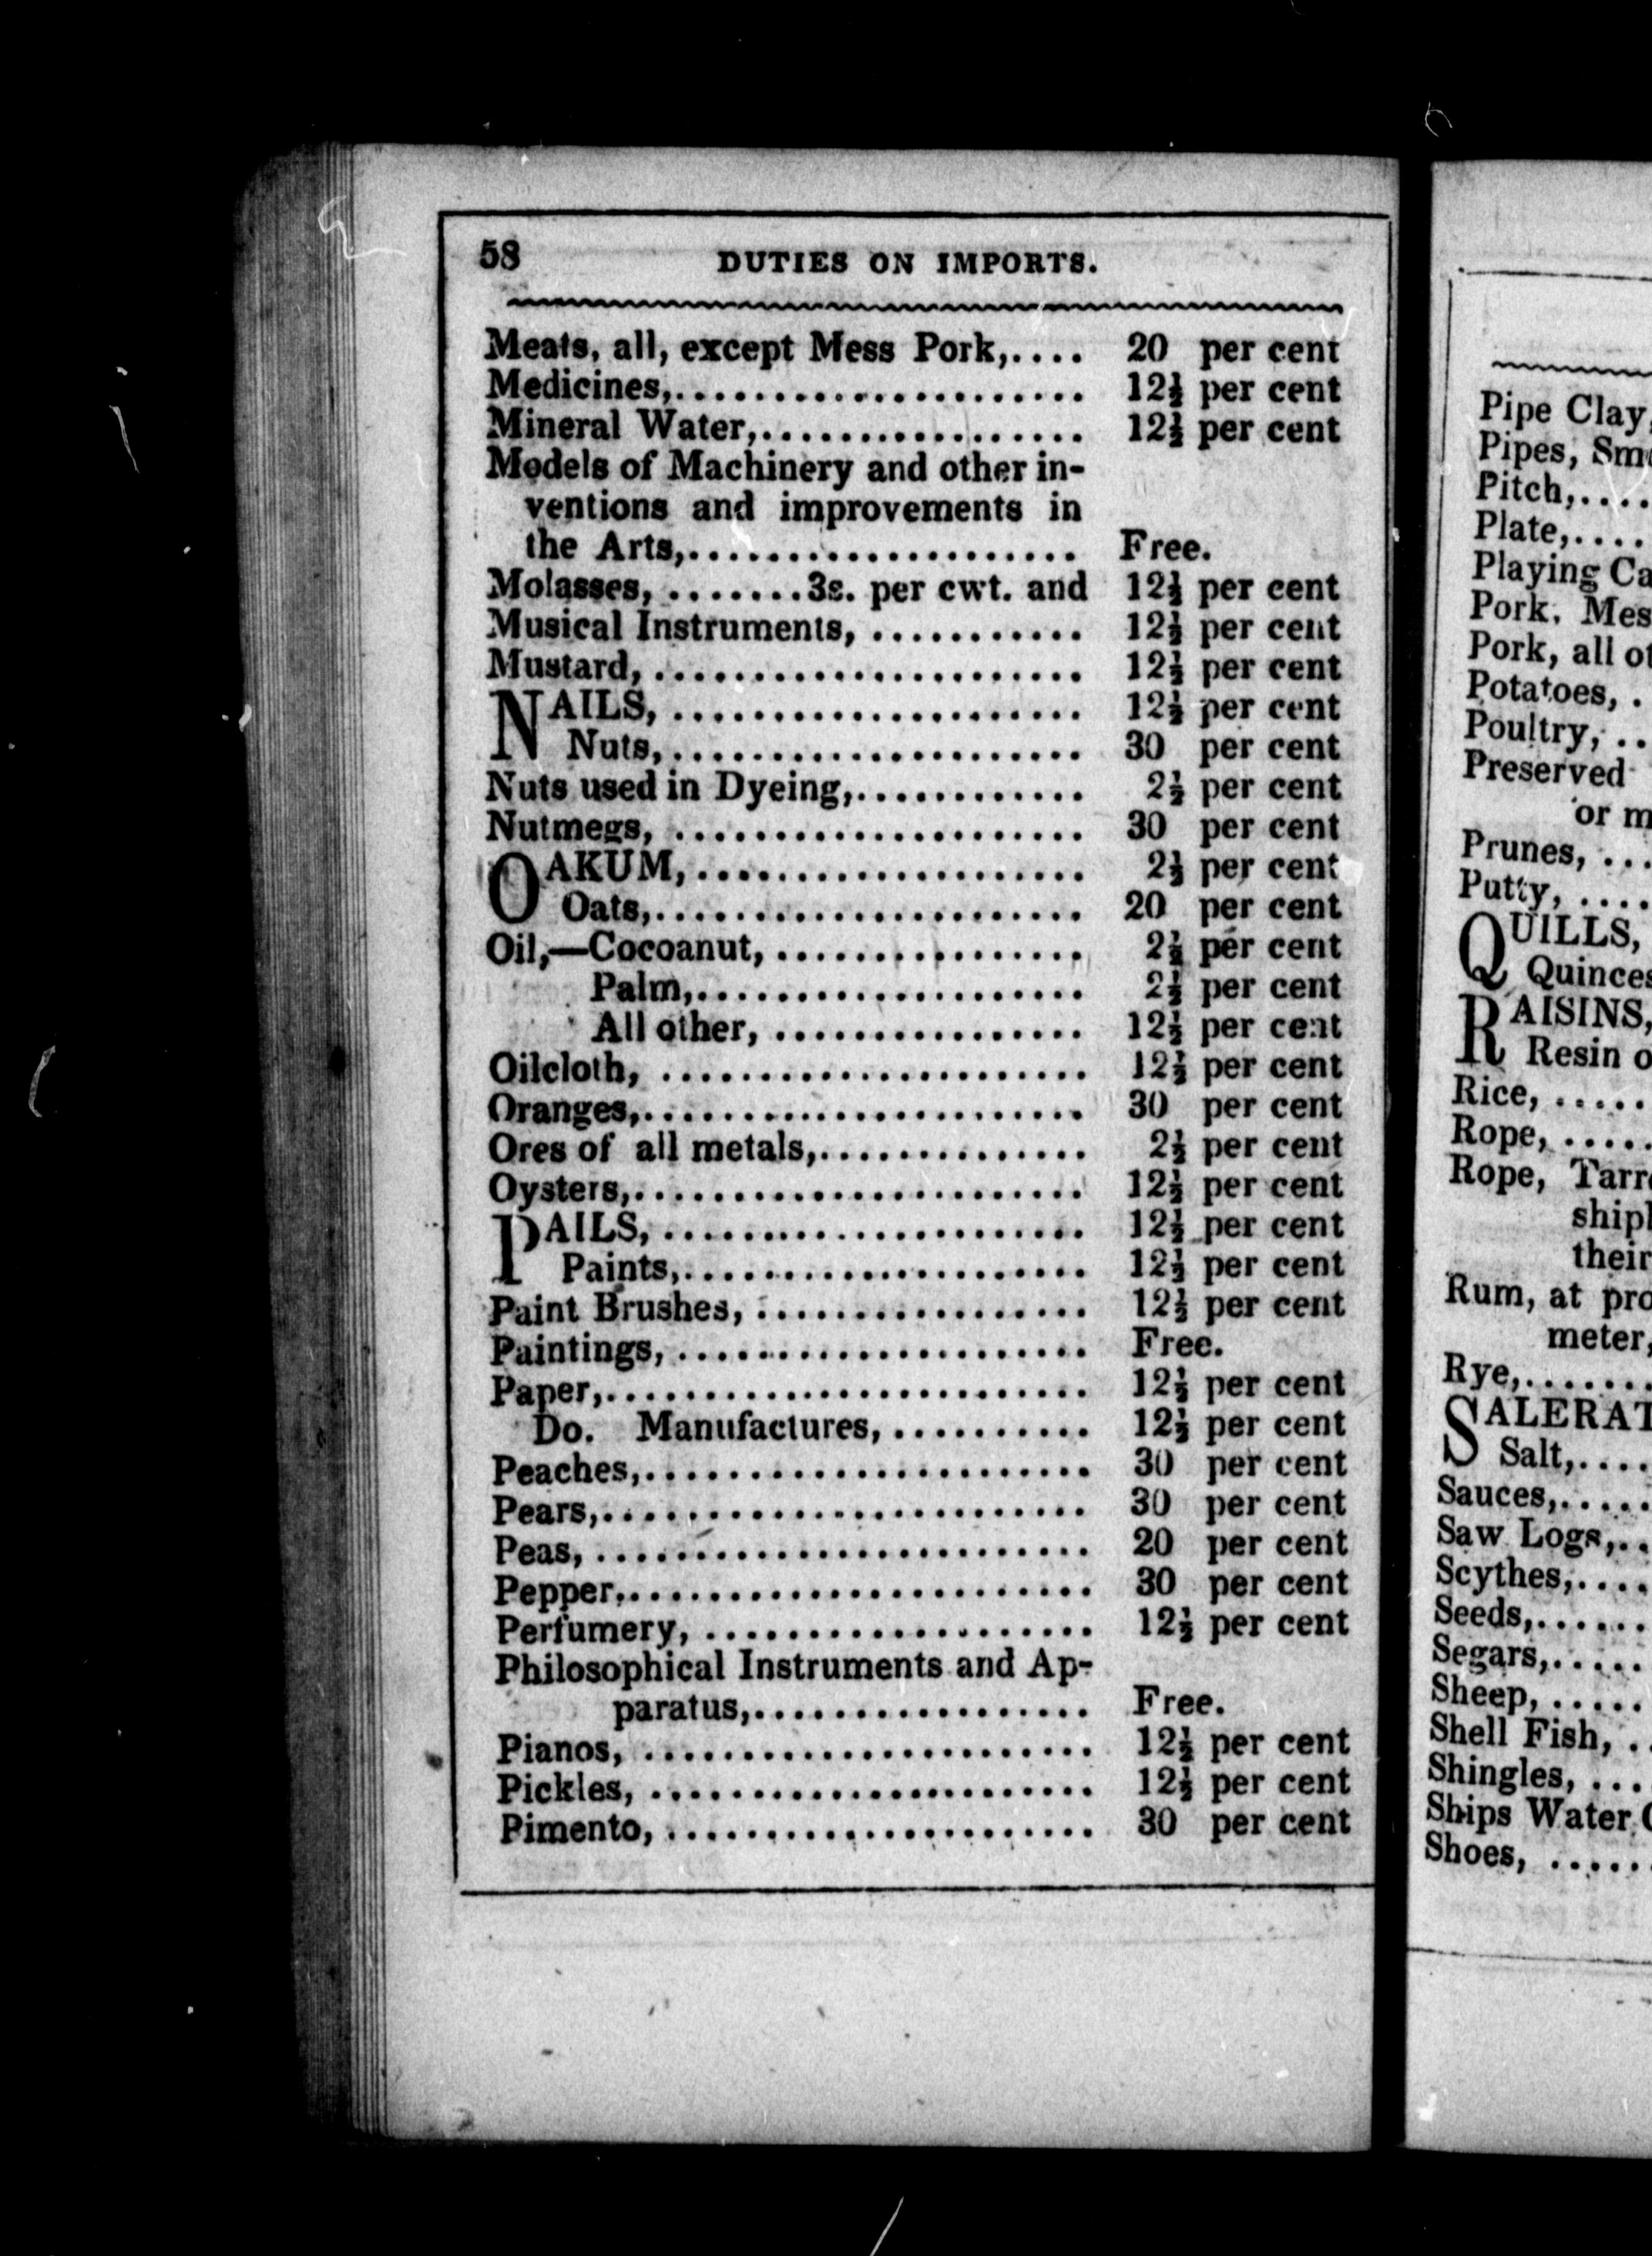 58 DUTIES ON IMPORTS.
Meats, all, except Mess Pork,.... 20 per cent
Medicines,..................... 12½ per cent
Mineral Water,................. 12½ per cent
Models of Machinery and other in-
ventions and improvements in
the Arts,.................... Free.
Molasses, .......3s. per cwt. and 12½ per cent
Musical Instruments, ........... 12½ per cent
Mustard, ...................... 12½ per cent
NAILS, ..................... 12½ per cent
Nuts,...................... 30 per cent
Nuts used in Dyeing,............ 2½ per cent
Nutmegs, ..................... 30 per cent
OAKUM,.................... 2½ per cent
Oats,...................... 20 per cent
Oil,—Cocoanut, ................ 2½ per cent
Palm,.................... 2½ per cent
All other, ................ 12½ per cent
Oilcloth, ...................... 12½ per cent
Oranges,....................... 30 per cent
Ores of all metals,.............. 2½ per cent
Oysters,....................... 12½ per cent
PAILS, ...................... 12½ per cent
Paints,..................... 12½ per cent
Paint Brushes, ................. 12½ per cent
Paintings, ..................... Free.
Paper,......................... 12½ per cent
Do. Manufactures, .......... 12½ per cent
Peaches,....................... 30 per cent
Pears,......................... 30 per cent
Peas, ......................... 20 per cent
Pepper,........................ 30 per cent
Perfumery, .................... 12½ per cent
Philosophical Instruments and Ap-
paratus,................. Free.
Pianos, ....................... 12½ per cent
Pickles, ....................... 12½ per cent
Pimento, ...................... 30 per cent
Pipe Clay,
Pipes,
Pitch,....
Plate,....
Playing
Pork,
Pork, all
Potatoes, .
Poultry, ..
Preserved
or
Prunes, ...
Putty, ....
QUILLS,
Quinces
RAISINS,
Resin
Rice, .....
Rope, .....
Rope,
their
Rum, at
meter,
Rye,.......
Salt,....
Sauces,.....
Saw Logs,..
Scythes,....
Seeds,......
Segars,.....
Sheep, .....
Shell Fish, ..
Shingles, ...
Ships Water
Shoes, .....